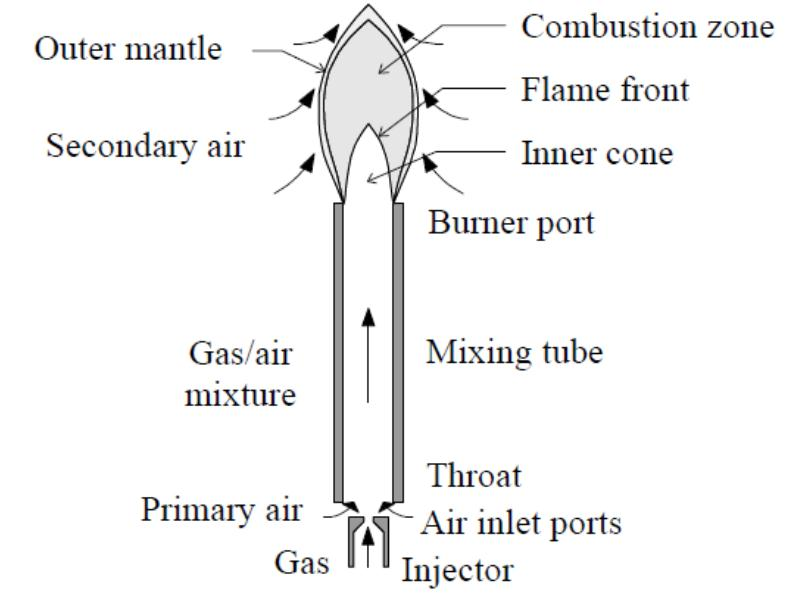 Combustion zone
Outer mantle
Flame front
Secondary air
Inner cone
Burner port
Gas/air
mixture
Mixing tube
Throat
Primary air
Air inlet ports
Gas
Injector